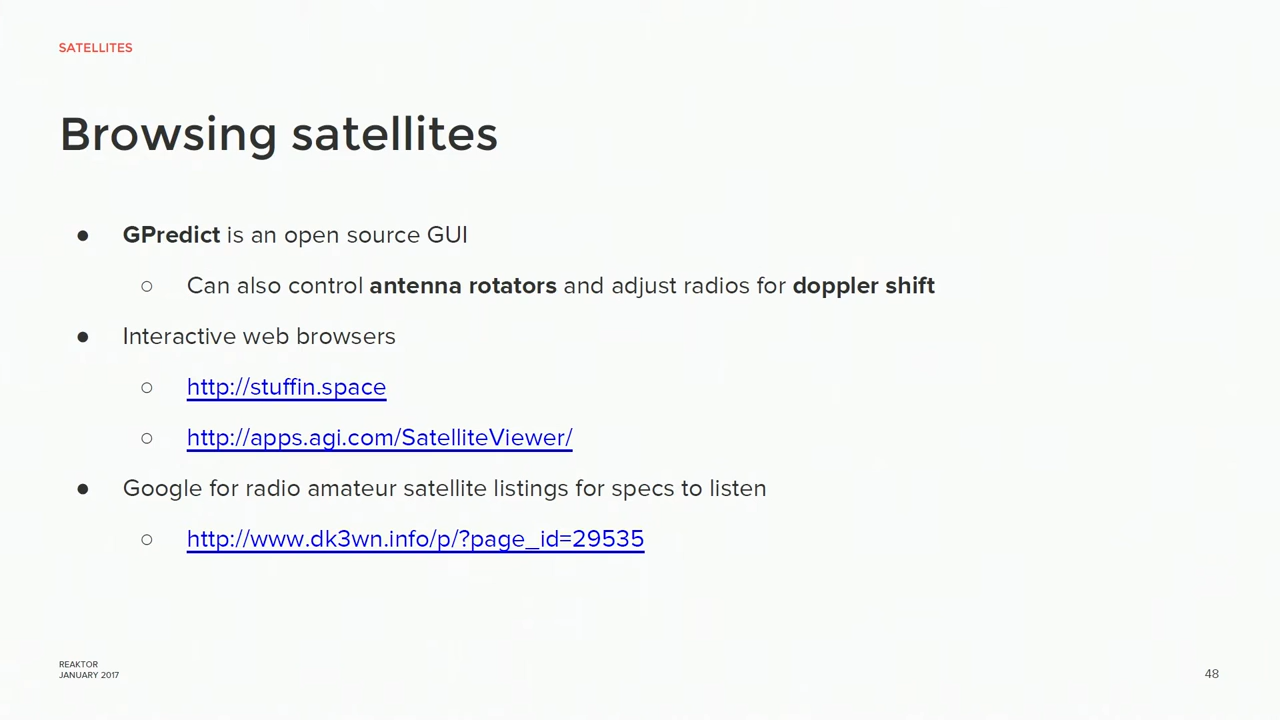 SATELLITES
Browsing satellites
● GPredict is an open source GUI
○ Can also control antenna rotators and adjust radios for doppler shift
● Interactive web browsers
○ http://stuffin.space
○ http://apps.agi.com/SatelliteViewer/
● Google for radio amateur satellite listings for specs to listen
○ http://www.dk3wn.info/p/?page_id=29535
REAKTOR
JANUARY 2017
48